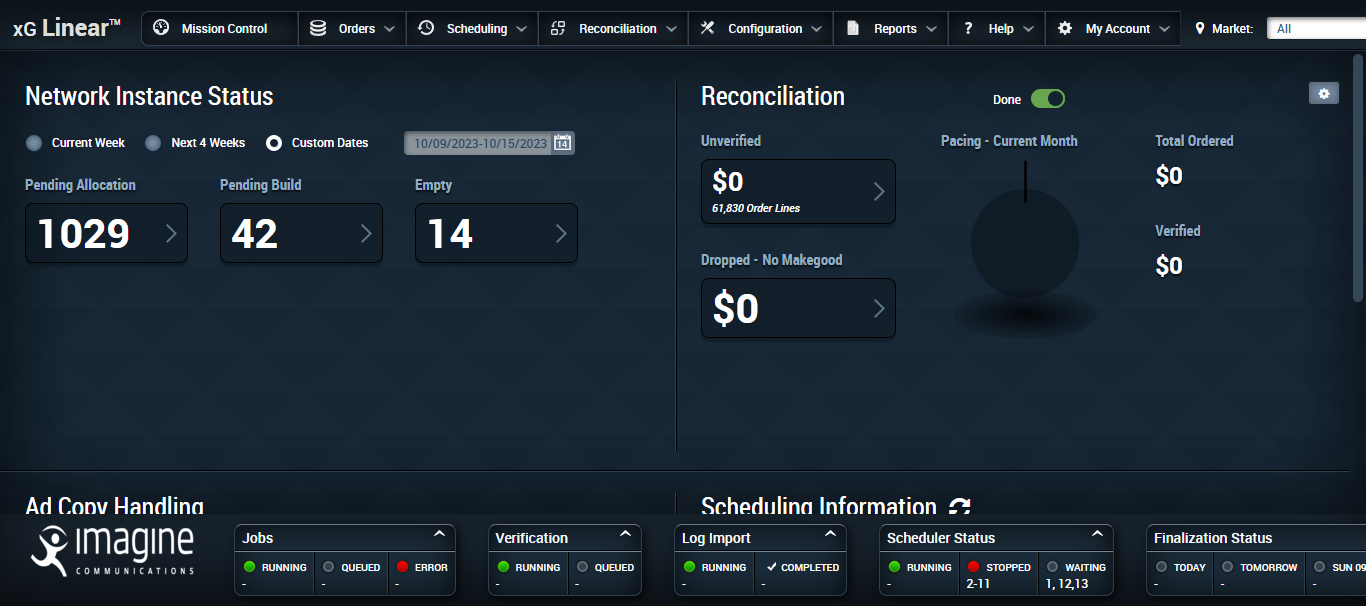 xG Linear™ Mission Control Orders Scheduling Reconciliation Configuration Reports ? Help My Account Market: All
Network Instance Status
Current Week Next 4 Weeks Custom Dates 10/09/2023-10/15/2023 14
Pending Allocation Pending Build Empty
1029 42 14
Reconciliation Done
Unverified Pacing - Current Month Total Ordered
$0 $0
61,830 Order Lines
Verified
$0
Dropped - No Makegood
$0
Ad Copy Handling Scheduling Information
imagine
COMMUNICATIONS
Jobs
RUNNING QUEUED ERROR
- - -
Verification
RUNNING QUEUED
- -
Log Import
RUNNING COMPLETED
- -
Scheduler Status
RUNNING STOPPED WAITING
- 2-11 1, 12,13
Finalization Status
TODAY TOMORROW SUN 09
- - -